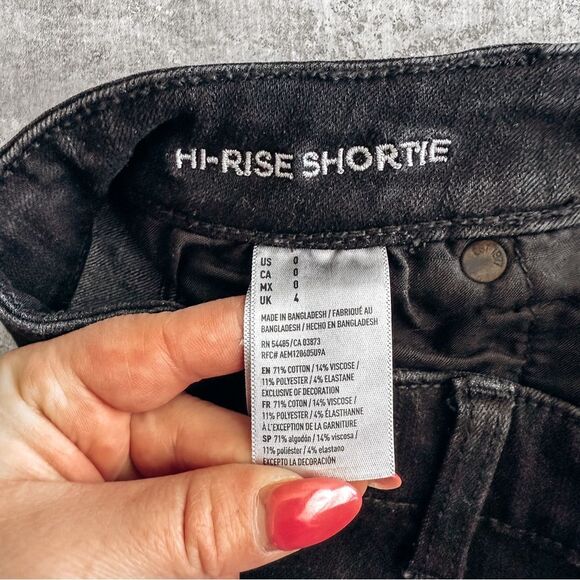 HI-RISE SHORTIE
US 0
CA 0
MX 0
UK 4
MADE IN BANGLADESH / FABRIQUÉ AU
BANGLADESH / HECHO EN BANGLADESH
RN 54485/CA 03873
RFC# AEM120605U9A
EN 71% COTTON / 14% VISCOSE /
11% POLYESTER / 4% ELASTANE
EXCLUSIVE OF DECORATION
FR 71% COTON / 14% VISCOSE /
11% POLYESTER / 4% ÉLASTHANNE
À L'EXCEPTION DE LA GARNITURE
SP 71% algodón / 14% viscosa /
11% poliéster / 4% elastano
EXCEPTO LA DECORACIÓN